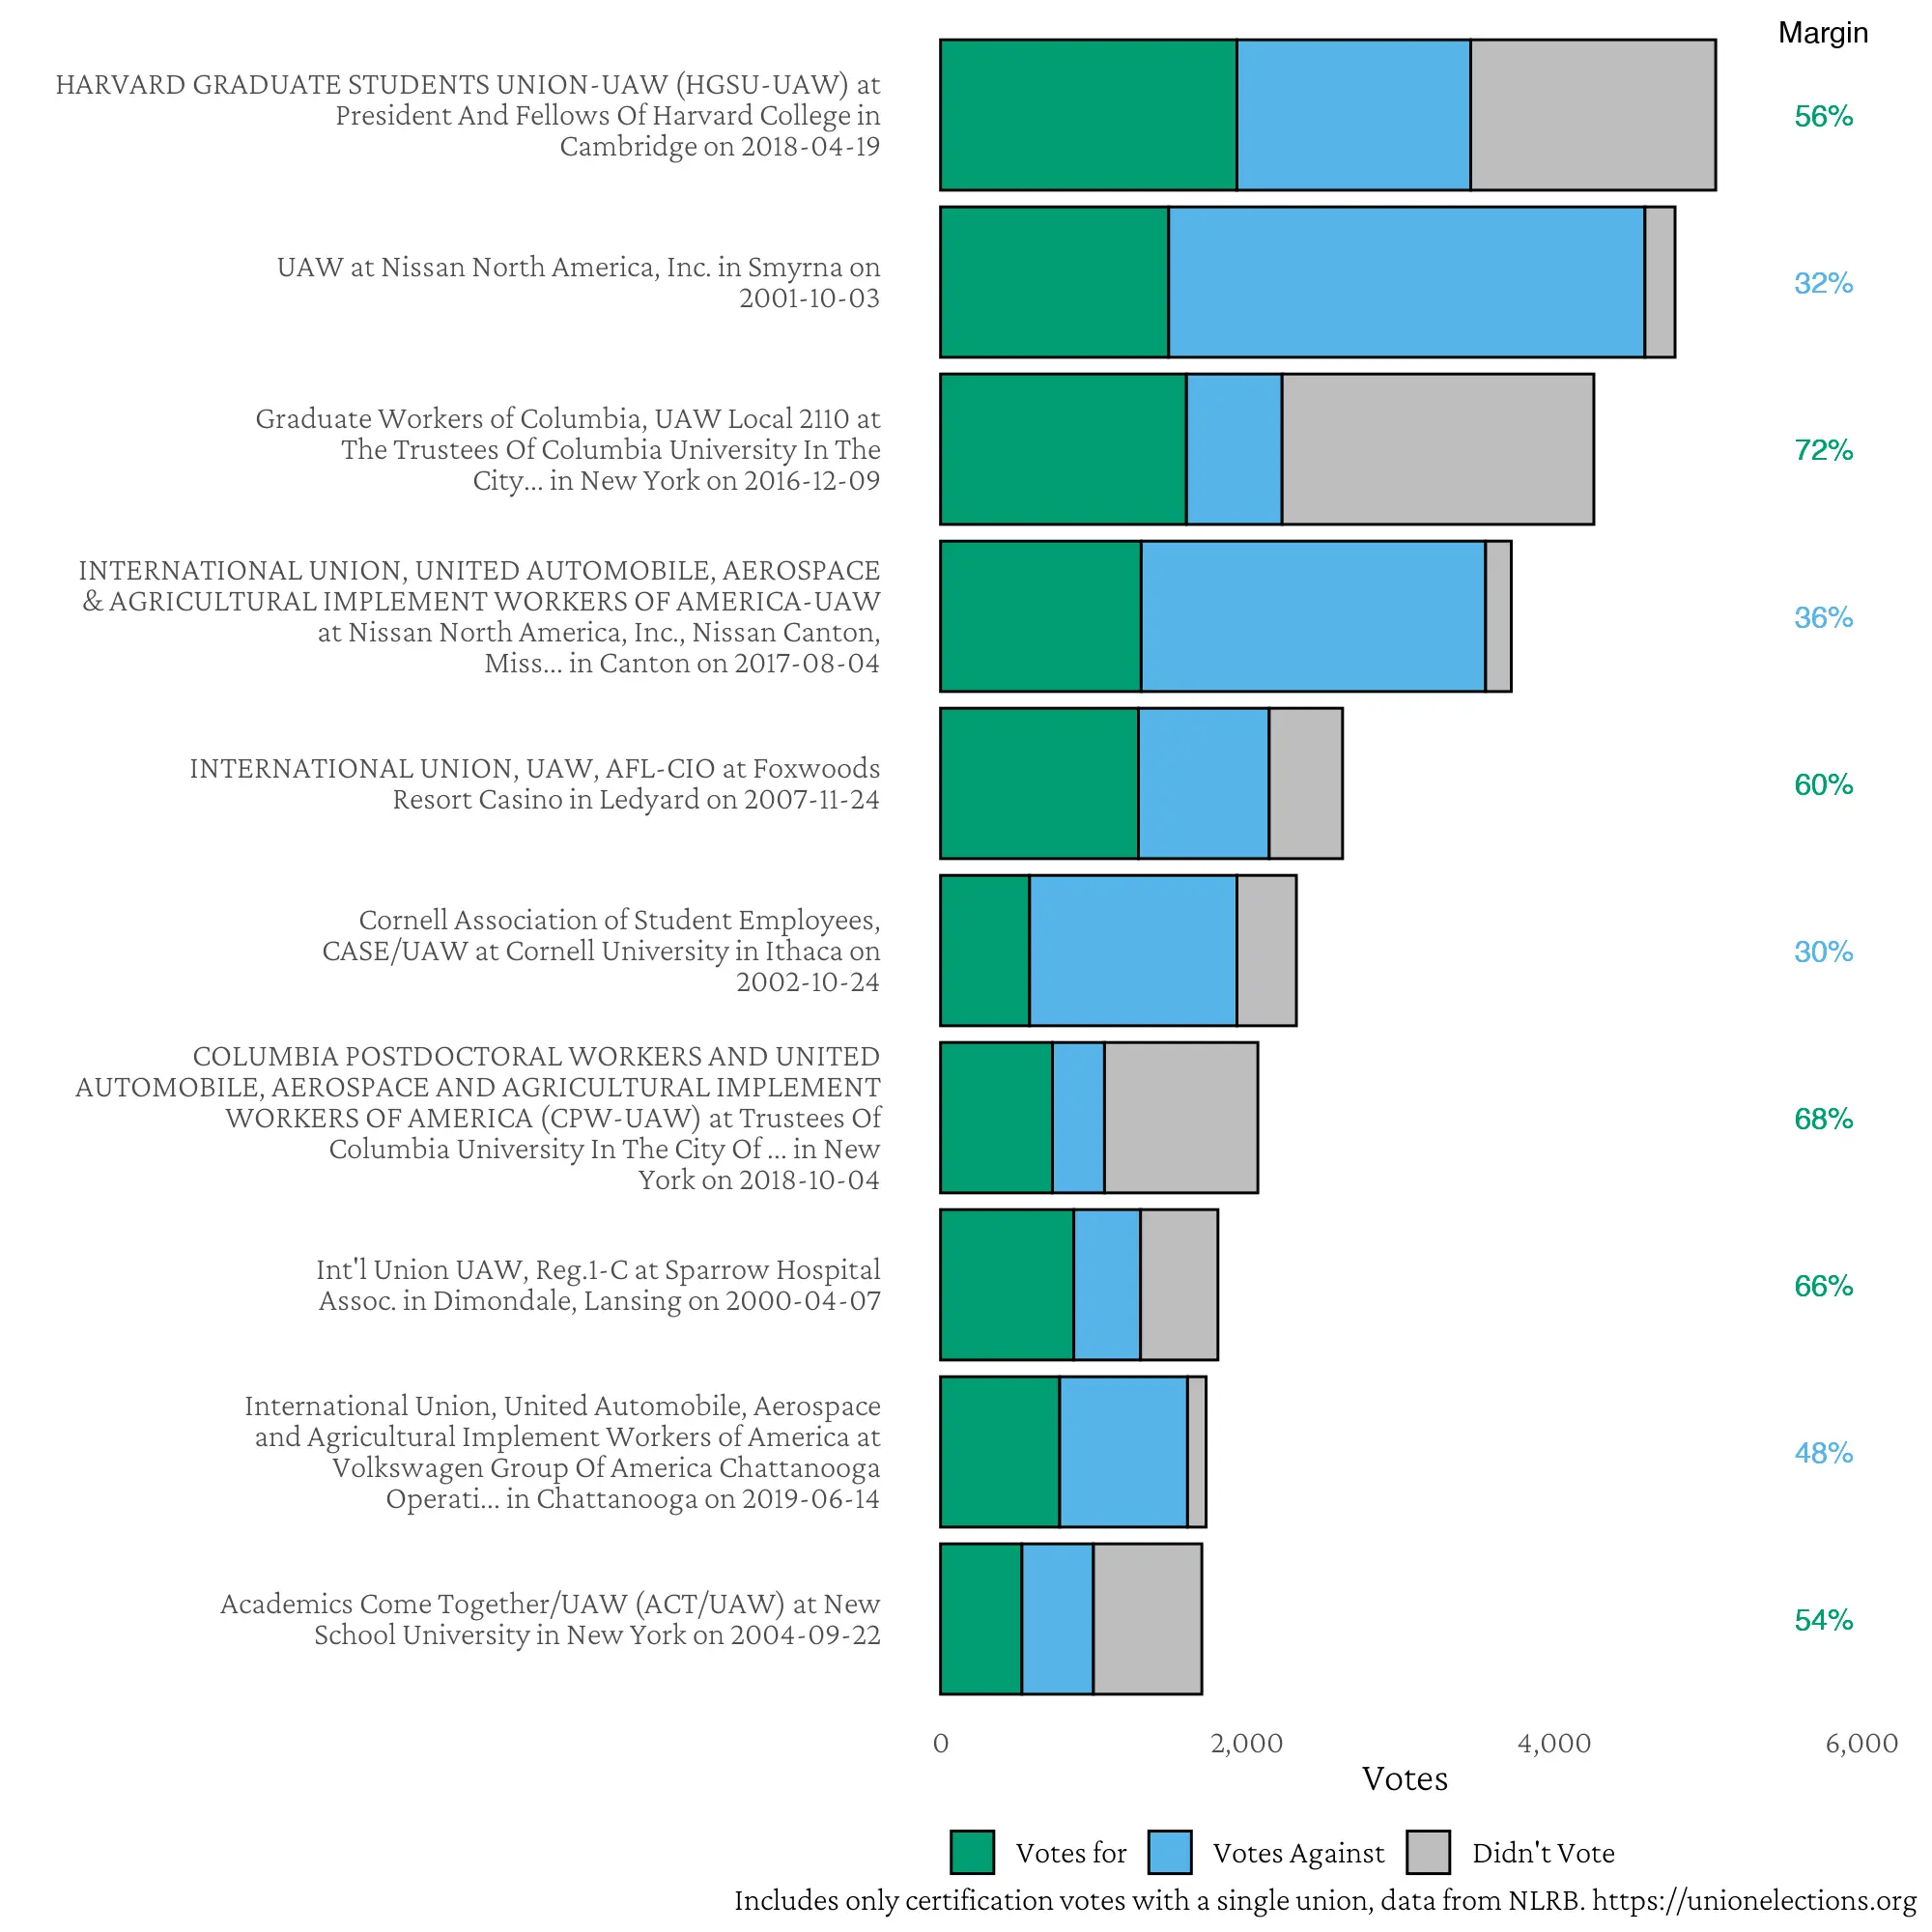 Margin
HARVARD GRADUATE STUDENTS UNION-UAW (HGSU-UAW) at
President And Fellows Of Harvard College in
Cambridge on 2018-04-19
56%
UAW at Nissan North America, Inc. in Smyrna on
2001-10-03
32%
Graduate Workers of Columbia, UAW Local 2110 at
The Trustees Of Columbia University In The
City... in New York on 2016-12-09
72%
INTERNATIONAL UNION, UNITED AUTOMOBILE, AEROSPACE
& AGRICULTURAL IMPLEMENT WORKERS OF AMERICA-UAW
at Nissan North America, Inc., Nissan Canton,
Miss... in Canton on 2017-08-04
36%
INTERNATIONAL UNION, UAW, AFL-CIO at Foxwoods
Resort Casino in Ledyard on 2007-11-24
60%
Cornell Association of Student Employees,
CASE/UAW at Cornell University in Ithaca on
2002-10-24
30%
COLUMBIA POSTDOCTORAL WORKERS AND UNITED
AUTOMOBILE, AEROSPACE AND AGRICULTURAL IMPLEMENT
WORKERS OF AMERICA (CPW-UAW) at Trustees Of
Columbia University In The City Of ... in New
York on 2018-10-04
68%
Int'l Union UAW, Reg.1-C at Sparrow Hospital
Assoc. in Dimondale, Lansing on 2000-04-07
66%
International Union, United Automobile, Aerospace
and Agricultural Implement Workers of America at
Volkswagen Group Of America Chattanooga
Operati... in Chattanooga on 2019-06-14
48%
Academics Come Together/UAW (ACT/UAW) at New
School University in New York on 2004-09-22
54%
0 2,000 4,000 6,000
Votes
Votes for Votes Against Didn't Vote
Includes only certification votes with a single union, data from NLRB. https://unionelections.org